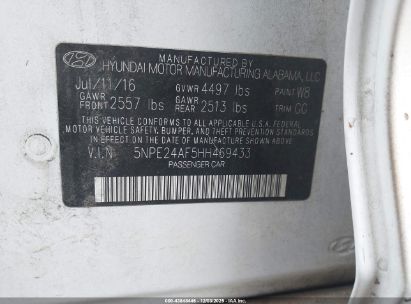 MANUFACTURED BY
HYUNDAI MOTOR MANUFACTURING ALABAMA, LLC
Jul/11/16 GVWR 4497 lbs PAINT W8
GAWR FRONT 2557 lbs GAWR REAR 2513 lbs TRIM GG
THIS VEHICLE CONFORMS TO ALL APPLICABLE U.S.A. FEDERAL
MOTOR VEHICLE SAFETY, BUMPER, AND THEFT PREVENTION
STANDARDS IN EFFECT ON THE DATE OF MANUFACTURE
SHOWN ABOVE.
V.I.N 5NPE24AF5HH469433
PASSENGER CAR